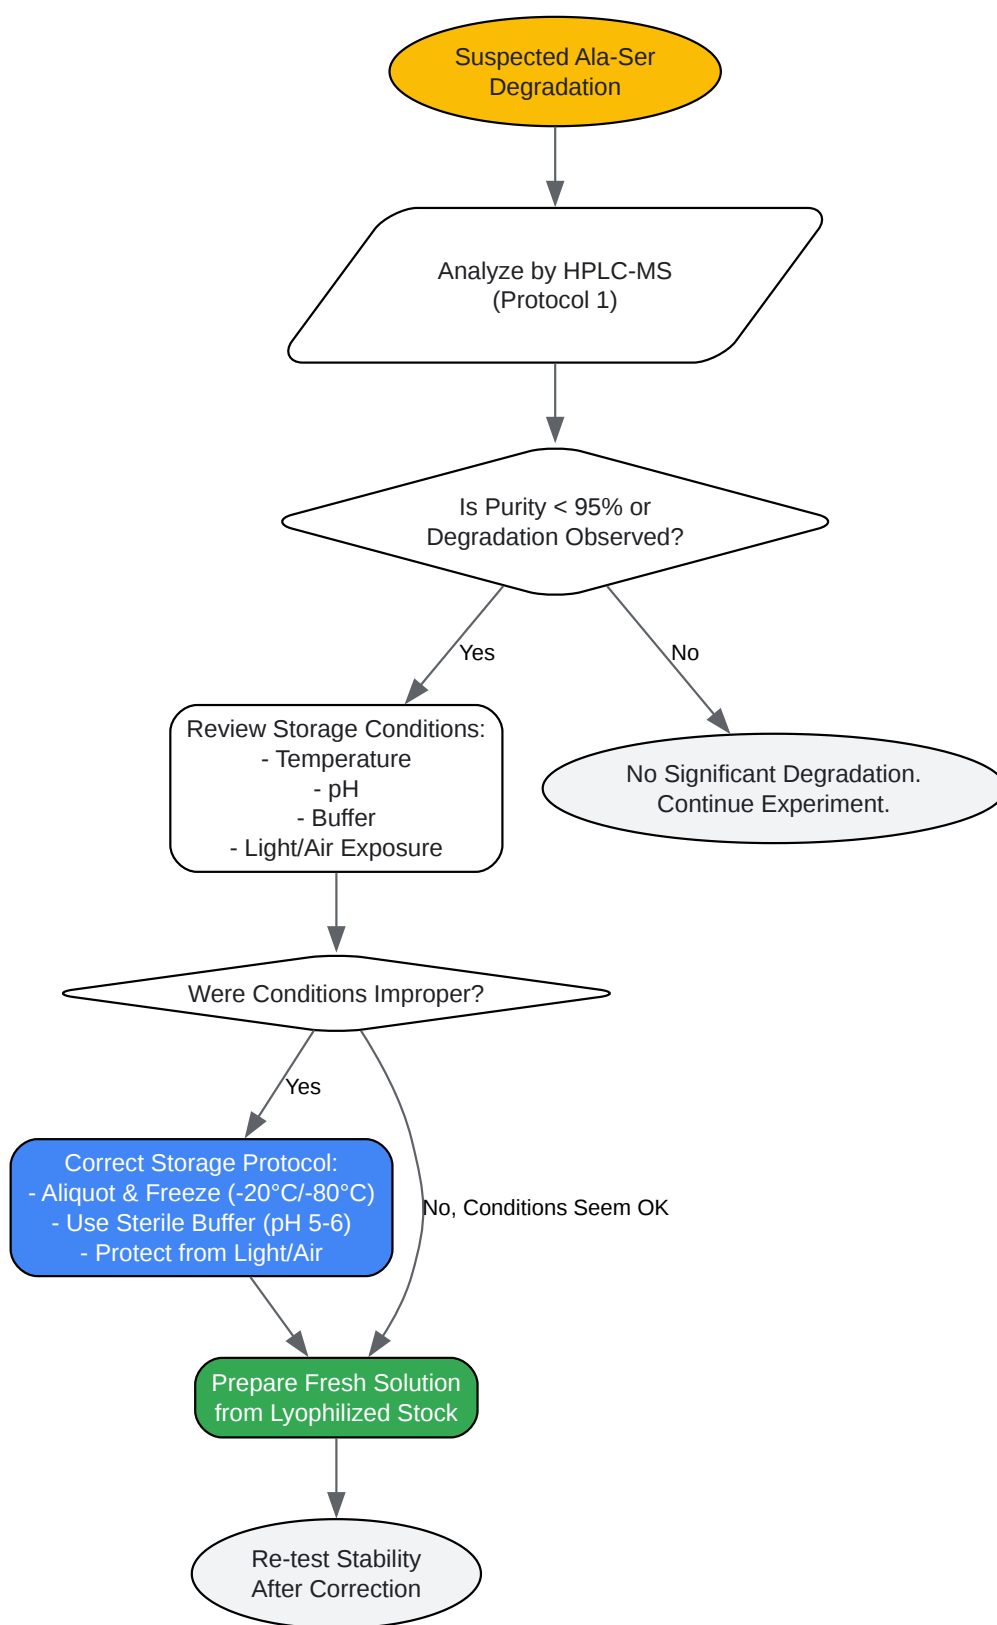 Suspected Ala-Ser
Degradation
Analyze by HPLC-MS
(Protocol 1)
Is Purity < 95% or
Degradation Observed?
Yes
No
Review Storage Conditions:
- Temperature
- pH
- Buffer
- Light/Air Exposure
No Significant Degradation.
Continue Experiment.
Were Conditions Improper?
Yes
Correct Storage Protocol:
- Aliquot & Freeze (-20°C/-80°C)
- Use Sterile Buffer (pH 5-6)
- Protect from Light/Air
No, Conditions Seem OK
Prepare Fresh Solution
from Lyophilized Stock
Re-test Stability
After Correction